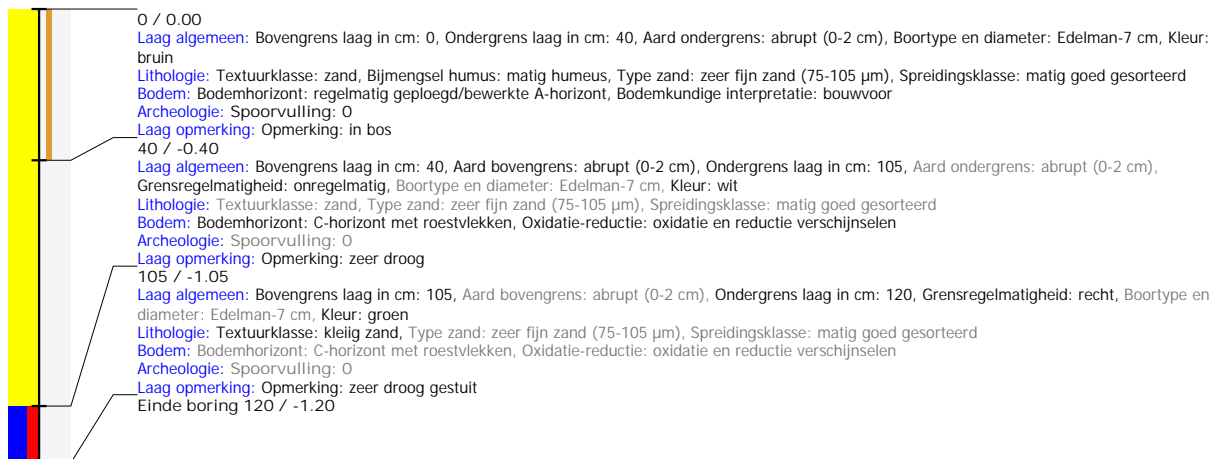 0 / 0.00
Laag algemeen: Bovengrens laag in cm: 0, Ondergrens laag in cm: 40, Aard ondergrens: abrupt (0-2 cm), Boortype en diameter: Edelman-7 cm, Kleur:
bruin
Lithologie: Textuurklasse: zand, Bijmengsel humus: matig humeus, Type zand: zeer fijn zand (75-105 µm), Spreidingsklasse: matig goed gesorteerd
Bodem: Bodemhorizont: regelmatig geploegd/bewerkte A-horizont, Bodemkundige interpretatie: bouwvoor
Archeologie: Spoorvulling: 0
Laag opmerking: Opmerking: in bos
40 / -0.40
Laag algemeen: Bovengrens laag in cm: 40, Aard bovengrens: abrupt (0-2 cm), Ondergrens laag in cm: 105, Aard ondergrens: abrupt (0-2 cm),
Grensregelmatigheid: onregelmatig, Boortype en diameter: Edelman-7 cm, Kleur: wit
Lithologie: Textuurklasse: zand, Type zand: zeer fijn zand (75-105 µm), Spreidingsklasse: matig goed gesorteerd
Bodem: Bodemhorizont: C-horizont met roestvlekken, Oxidatie-reductie: oxidatie en reductie verschijnselen
Archeologie: Spoorvulling: 0
Laag opmerking: Opmerking: zeer droog
105 / -1.05
Laag algemeen: Bovengrens laag in cm: 105, Aard bovengrens: abrupt (0-2 cm), Ondergrens laag in cm: 120, Grensregelmatigheid: recht, Boortype en
diameter: Edelman-7 cm, Kleur: groen
Lithologie: Textuurklasse: kleiig zand, Type zand: zeer fijn zand (75-105 µm), Spreidingsklasse: matig goed gesorteerd
Bodem: Bodemhorizont: C-horizont met roestvlekken, Oxidatie-reductie: oxidatie en reductie verschijnselen
Archeologie: Spoorvulling: 0
Laag opmerking: Opmerking: zeer droog gestuit
Einde boring 120 / -1.20